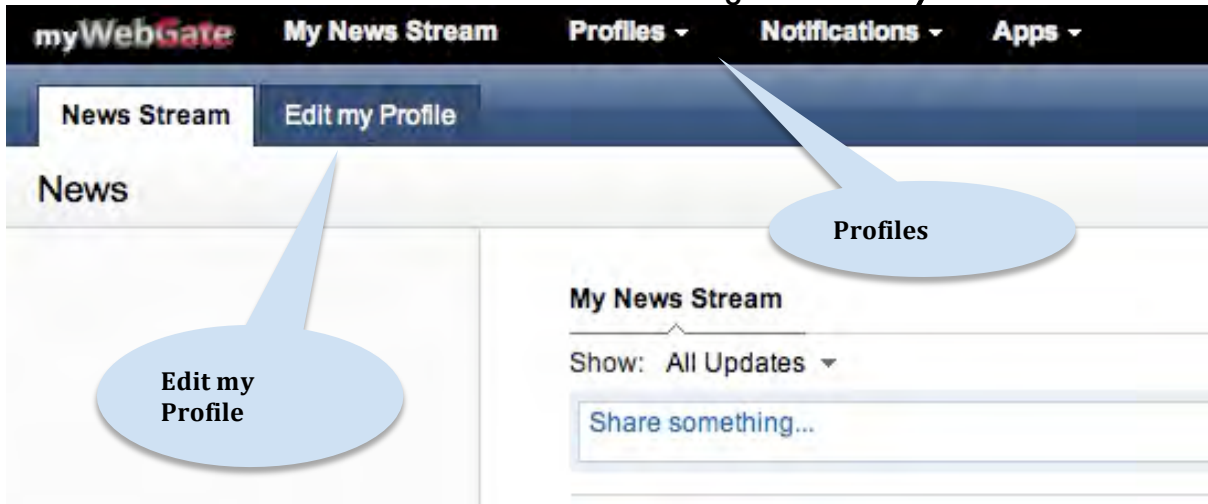 myWebGate My News Stream Profiles Notifications Apps
News Stream Edit my Profile
News
Profiles
My News Stream
Show: All Updates
Edit my
Profile
Share something...